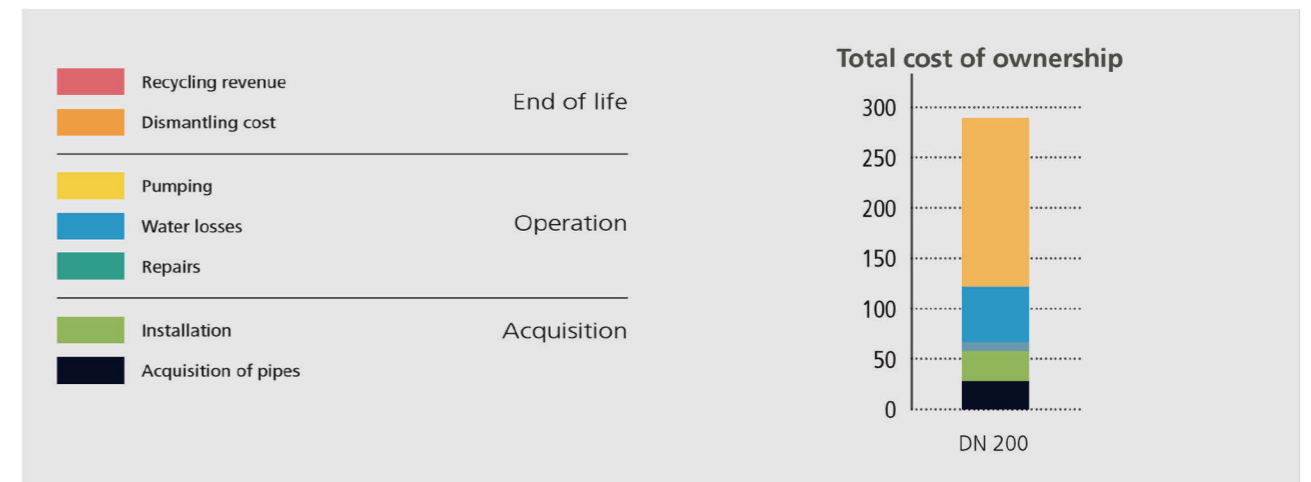 Recycling revenue
Dismantling cost
End of life
Pumping
Water losses
Repairs
Operation
Installation
Acquisition of pipes
Acquisition
Total cost of ownership
300
250
200
150
100
50
0
DN 200